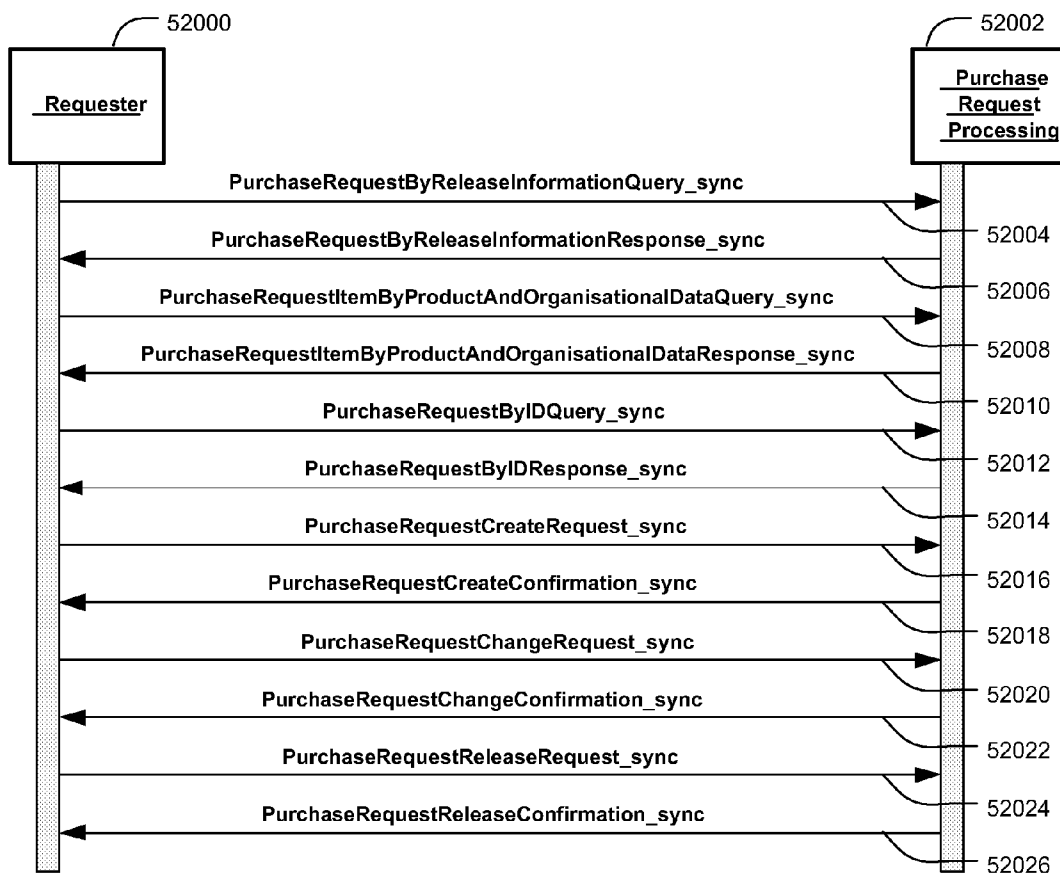 52000
52002
Requester
Purchase
Request
Processing
PurchaseRequestByReleaseInformationQuery_sync
52004
PurchaseRequestByReleaseInformationResponse_sync
52006
PurchaseRequestItemByProductAndOrganisationalDataQuery_sync
52008
PurchaseRequestItemByProductAndOrganisationalDataResponse_sync
52010
PurchaseRequestByIDQuery_sync
52012
PurchaseRequestByIDResponse_sync
52014
PurchaseRequestCreateRequest_sync
52016
PurchaseRequestCreateConfirmation_sync
52018
PurchaseRequestChangeRequest_sync
52020
PurchaseRequestChangeConfirmation_sync
52022
PurchaseRequestReleaseRequest_sync
52024
PurchaseRequestReleaseConfirmation_sync
52026